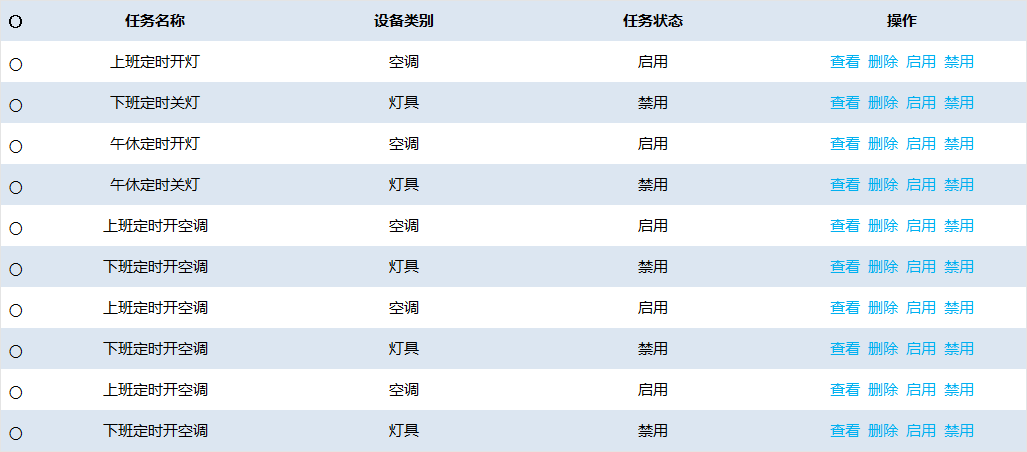 任务名称 设备类别 任务状态 操作
上班定时开灯 空调 启用 查看 删除 启用 禁用
下班定时关灯 灯具 禁用 查看 删除 启用 禁用
午休定时开灯 空调 启用 查看 删除 启用 禁用
午休定时关灯 灯具 禁用 查看 删除 启用 禁用
上班定时开空调 空调 启用 查看 删除 启用 禁用
下班定时开空调 灯具 禁用 查看 删除 启用 禁用
上班定时开空调 空调 启用 查看 删除 启用 禁用
下班定时开空调 灯具 禁用 查看 删除 启用 禁用
上班定时开空调 空调 启用 查看 删除 启用 禁用
下班定时开空调 灯具 禁用 查看 删除 启用 禁用